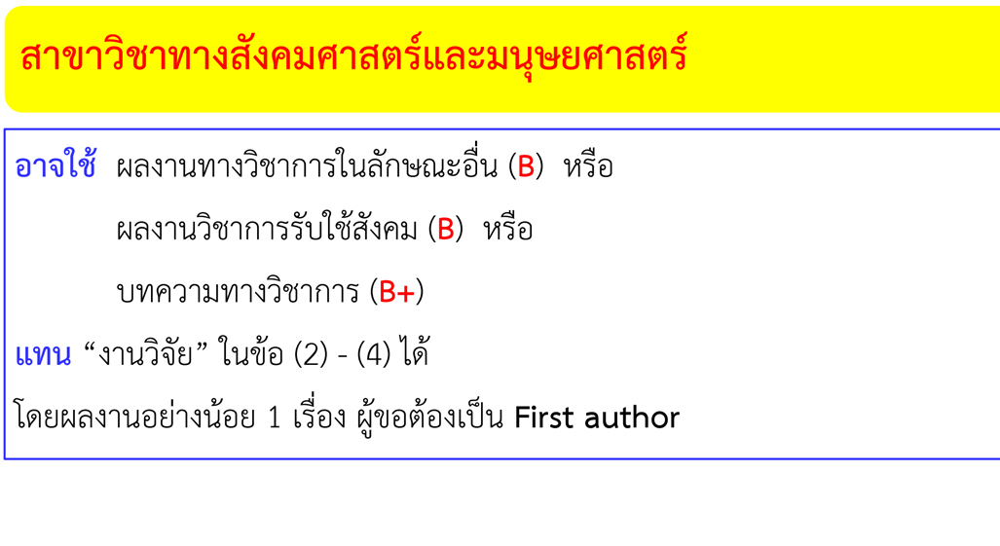 สาขาวิชาทางสังคมศาสตร์และมนุษยศาสตร์
อาจใช้ ผลงานทางวิชาการในลักษณะอื่น (B) หรือ
ผลงานวิชาการรับใช้สังคม (B) หรือ
บทความทางวิชาการ (B+)
แทน “งานวิจัย” ในข้อ (2) - (4) ได้
โดยผลงานอย่างน้อย 1 เรื่อง ผู้ขอต้องเป็น First author